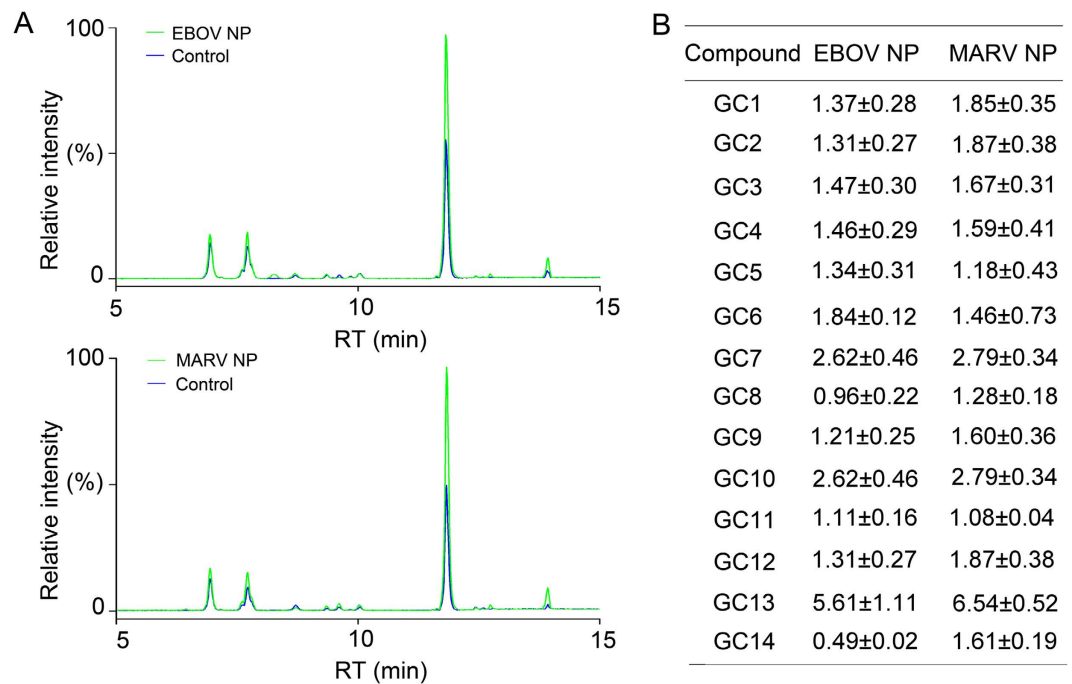 A
100
EBOV NP
Control
Relative intensity
(%)
0
5
10
15
RT (min)
100
MARV NP
Control
Relative intensity
(%)
0
5
10
15
RT (min)
B
Compound EBOV NP MARV NP
GC1 1.37±0.28 1.85±0.35
GC2 1.31±0.27 1.87±0.38
GC3 1.47±0.30 1.67±0.31
GC4 1.46±0.29 1.59±0.41
GC5 1.34±0.31 1.18±0.43
GC6 1.84±0.12 1.46±0.73
GC7 2.62±0.46 2.79±0.34
GC8 0.96±0.22 1.28±0.18
GC9 1.21±0.25 1.60±0.36
GC10 2.62±0.46 2.79±0.34
GC11 1.11±0.16 1.08±0.04
GC12 1.31±0.27 1.87±0.38
GC13 5.61±1.11 6.54±0.52
GC14 0.49±0.02 1.61±0.19